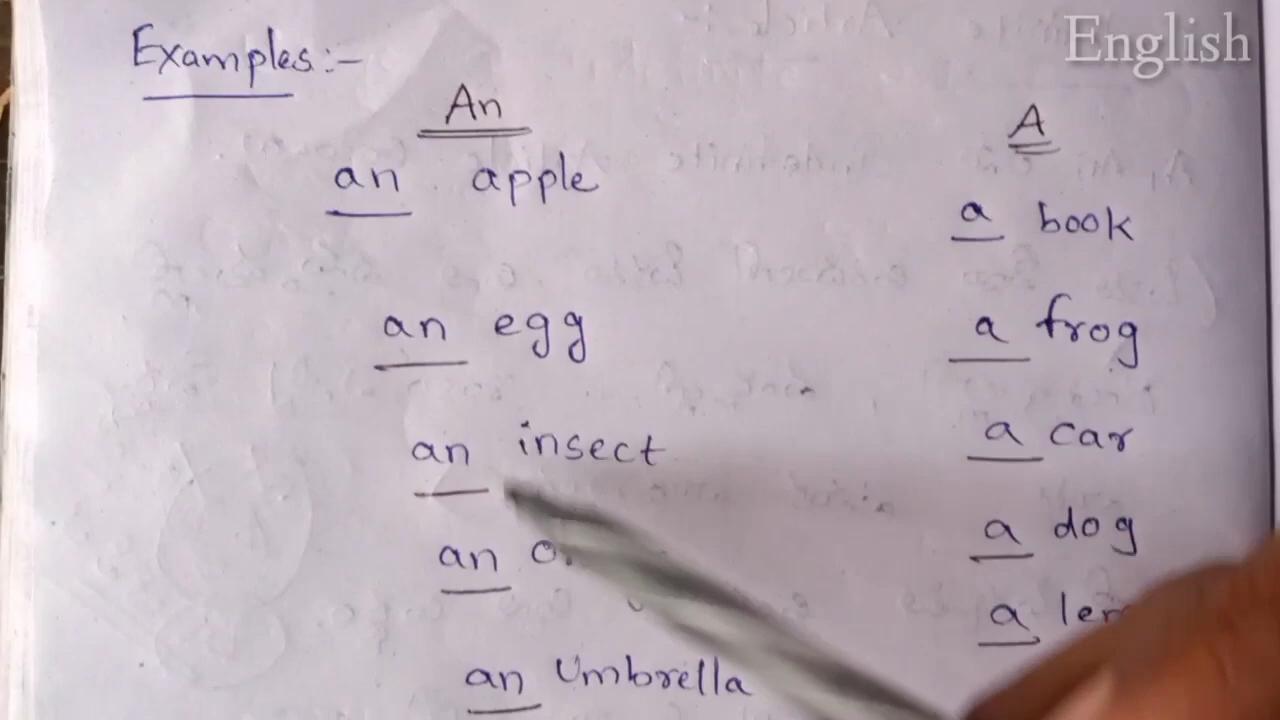 English
Examples:-
An
an apple
an egg
an insect
an
an Umbrella
A
a book
a frog
a car
a dog
a